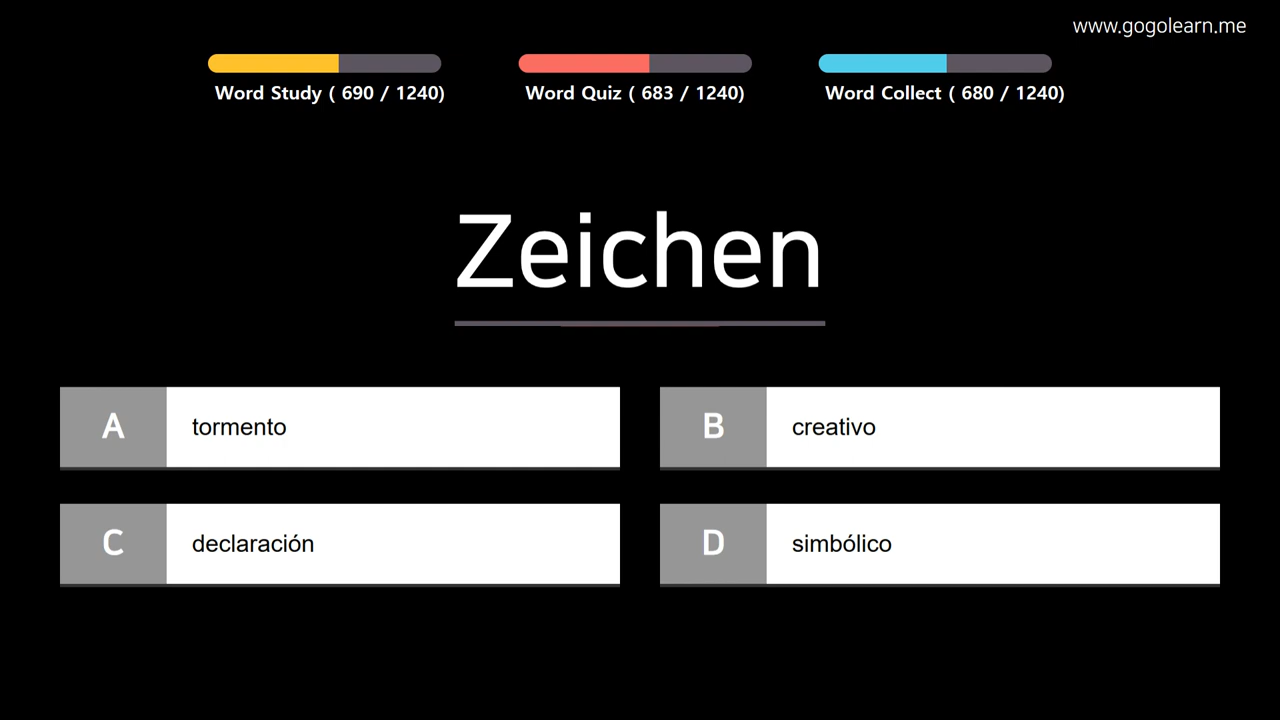 www.gogolearn.me
Word Study ( 690 / 1240)
Word Quiz ( 683 / 1240)
Word Collect ( 680 / 1240)
Zeichen
A tormento
B creativo
C declaración
D simbólico